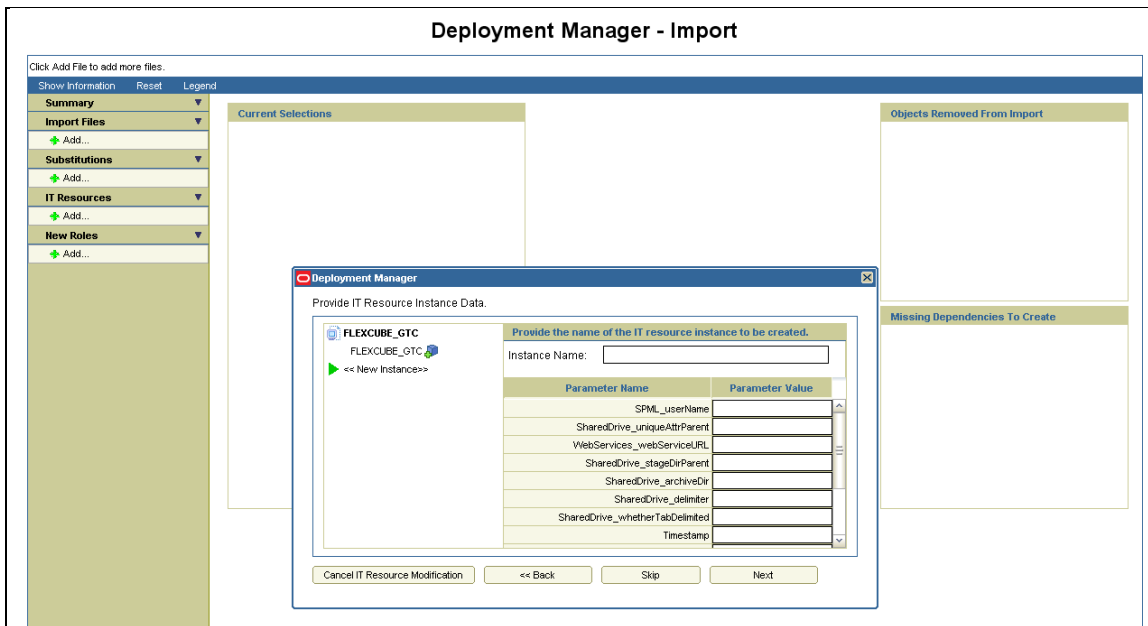 Deployment Manager - Import
Click Add File to add more files.
Show Information Reset Legend
Summary
Import Files
Add...
Substitutions
Add...
IT Resources
Add...
New Roles
Add...
Current Selections
Objects Removed From Import
Missing Dependencies To Create
Deployment Manager
Provide IT Resource Instance Data.
FLEXCUBE_GTC
FLEXCUBE_GTC
<< New Instance>>
Provide the name of the IT resource instance to be created.
Instance Name:
Parameter Name Parameter Value
SPML_userName
SharedDrive_uniqueAttrParent
WebServices_webServiceURL
SharedDrive_stageDirParent
SharedDrive_archiveDir
SharedDrive_delimiter
SharedDrive_whetherTabDelimited
Timestamp
Cancel IT Resource Modification << Back Skip Next